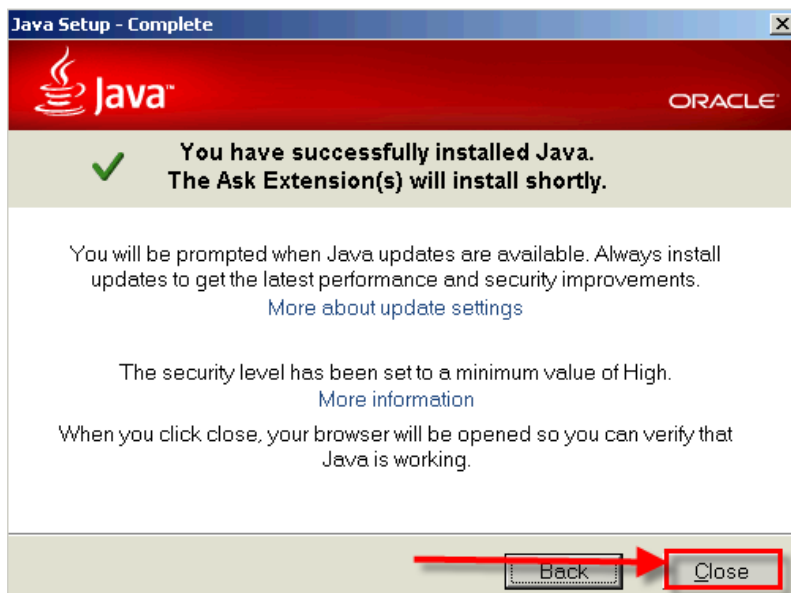 Java Setup - Complete
Java™
ORACLE®
You have successfully installed Java.
The Ask Extension(s) will install shortly.
You will be prompted when Java updates are available. Always install
updates to get the latest performance and security improvements.
More about update settings
The security level has been set to a minimum value of High.
More information
When you click close, your browser will be opened so you can verify that
Java is working.
Back Close